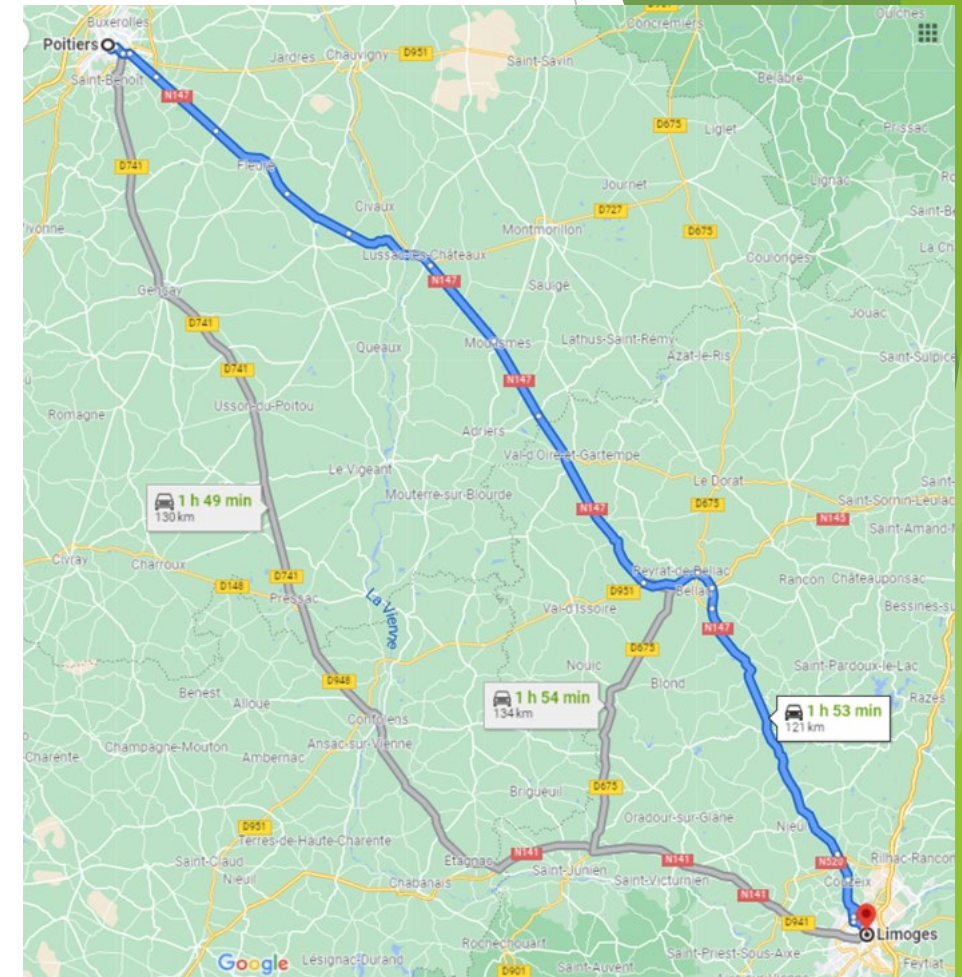 Buxerolles
Poitiers
Saint-Benoît
Jardres
Chauvigny
D951
Saint-Savin
Concremiers
Oulches
Bélâbre
N147
D741
Fleuré
D675
Liglet
Prissac
Journet
Lignac
Civaux
D727
Montmorillon
D675
Lussac-les-Châteaux
Coulonges
Gençay
N147
Saulgé
Jouac
D741
Queaux
Moulismes
Lathus-Saint-Rémy
Azat-le-Ris
Saint-Sulpice
D741
N147
Romagne
Usson-du-Poitou
Adriers
Val-d'Oire-et-Gartempe
Le Vigeant
Mouterre-sur-Blourde
Le Dorat
1 h 49 min
130 km
D675
Saint-Sornin-Leulac
N147
N145
Saint-Amand-M
Civray
Charroux
D148
D741
Pressac
La Vienne
Peyrat-de-Bellac
Bellac
D951
Rancon
Châteauponsac
Val-d'Issoire
N147
Bessines-su
D675
Nouic
Blond
Saint-Pardoux-le-Lac
Razès
D948
Benest
Alloue
Confolens
1 h 54 min
134 km
1 h 53 min
121 km
Champagne-Mouton
Ansac-sur-Vienne
Ambernac
Brigueuil
D675
Oradour-sur-Glane
Nieul
D951
Terres-de-Haute-Charente
Saint-Claud
Nieuil
Étagnac
N141
Chabanais
Saint-Junien
Saint-Victurnien
N141
N520
Rilhac-Rancon
Couzeix
N141
D941
Limoges
Google
Lésignac-Durand
Rochechouart
D901
Saint-Auvent
Saint-Priest-Sous-Aixe
Feytiat